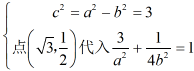 c² = a² − b² = 3
点(√3, 1/2)代入 3/a² + 1/4b² = 1